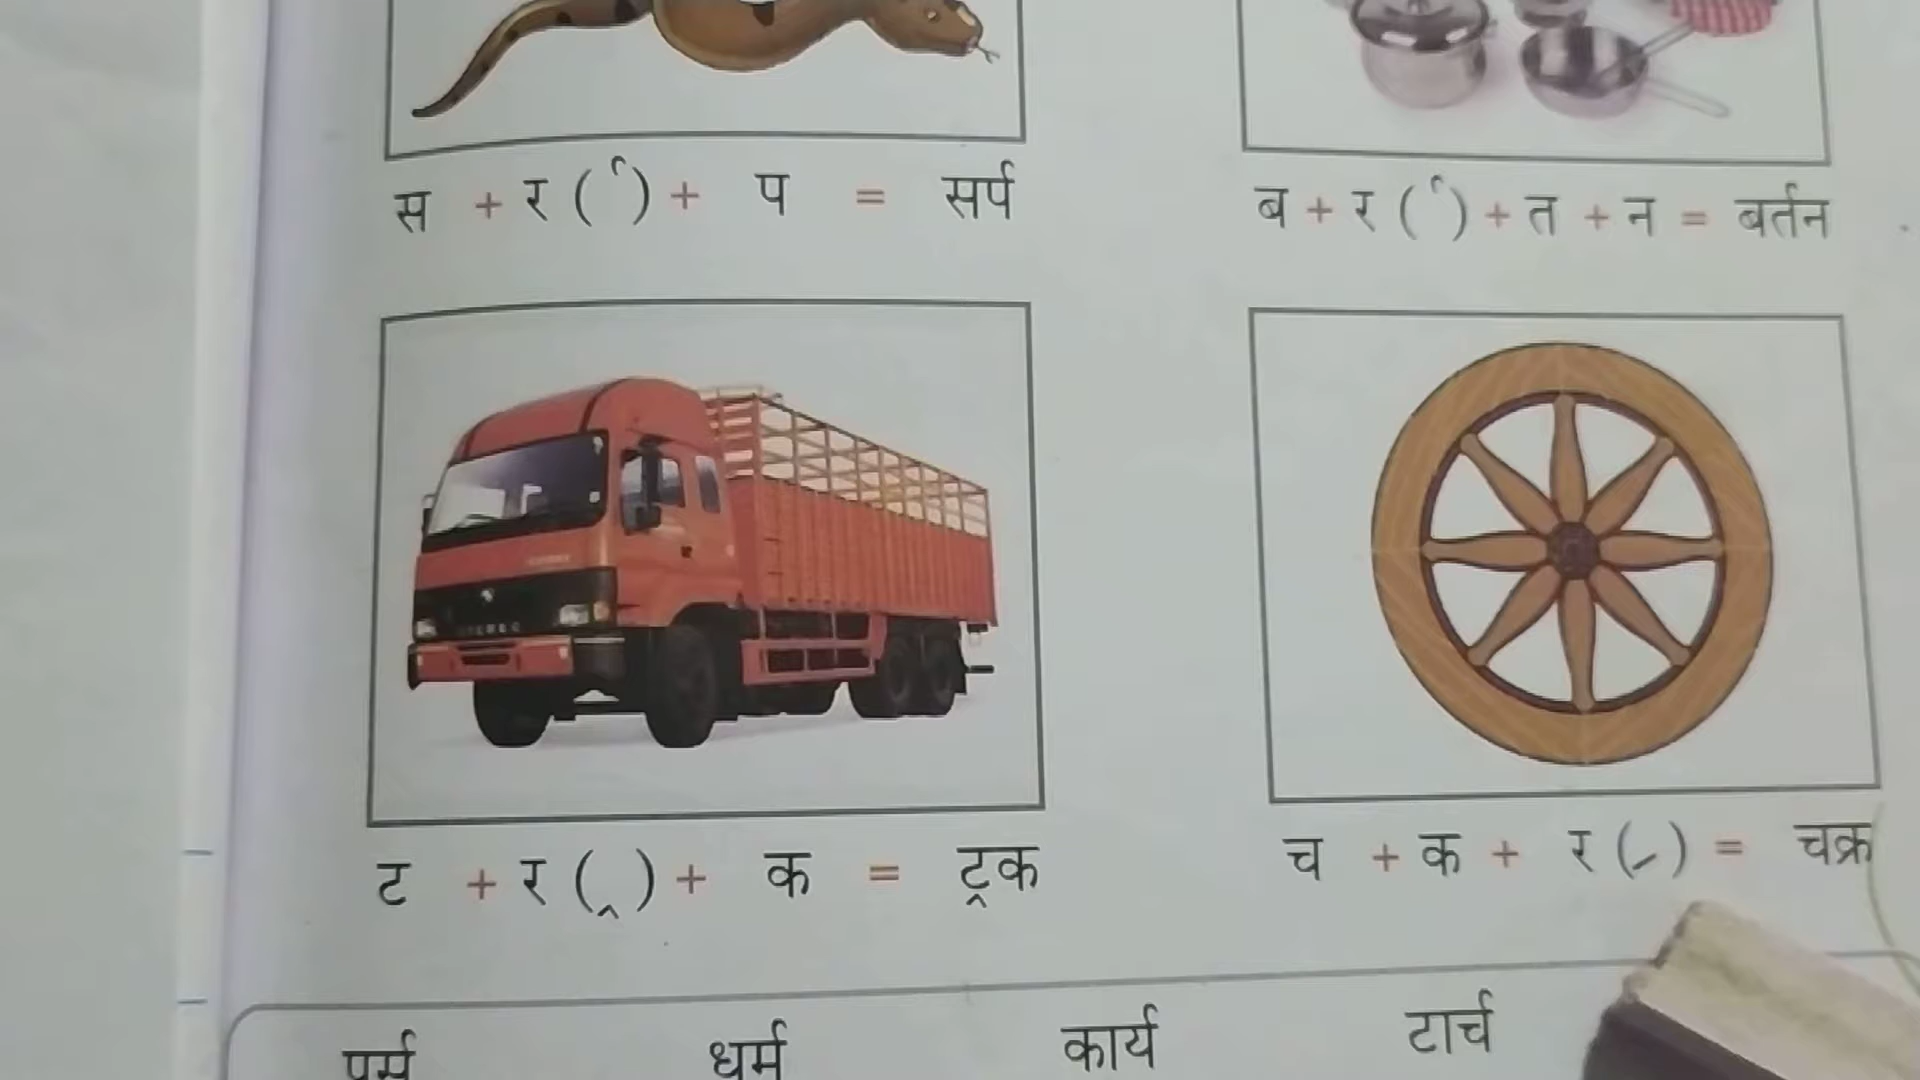 स + र ( र्  ) + प = सर्प
ब + र ( र्  ) + त + न = बर्तन
ट + र ( ्र ) + क = ट्रक
च + क + र ( ्र ) = चक्र
धर्म कार्य टार्च